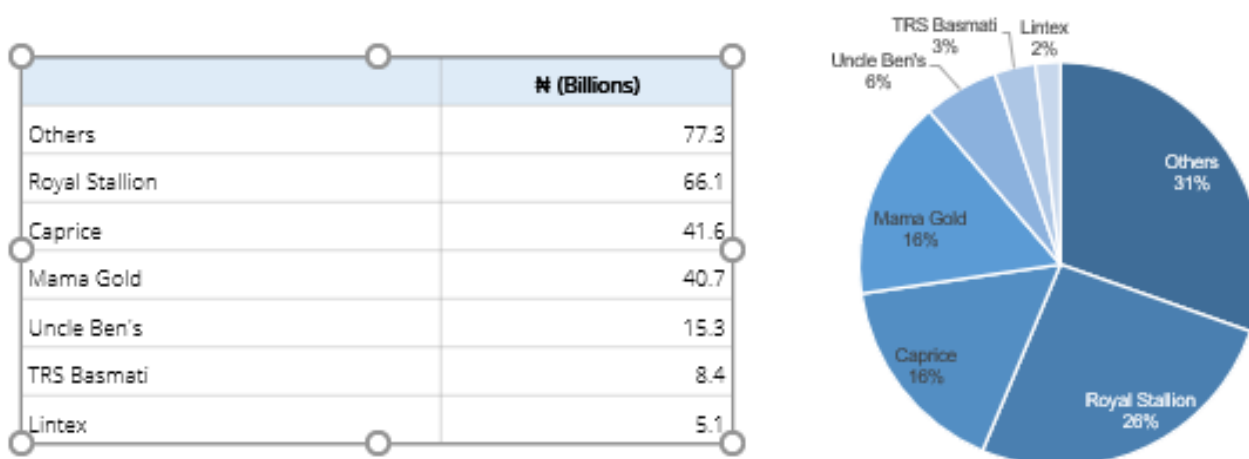 ₦ (Billions)
Others 77.3
Royal Stallion 66.1
Caprice 41.6
Mama Gold 40.7
Uncle Ben's 15.3
TRS Basmati 8.4
Lintex 5.1
TRS Basmati
3%
Lintex
2%
Uncle Ben's
6%
Others
31%
Mama Gold
16%
Caprice
16%
Royal Stallion
26%